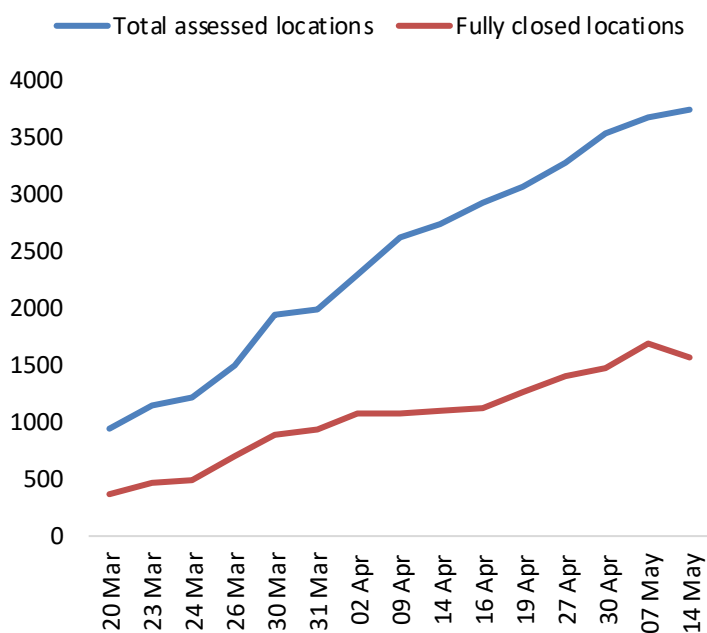 Total assessed locations Fully closed locations
4000
3500
3000
2500
2000
1500
1000
500
0
20 Mar
23 Mar
24 Mar
26 Mar
30 Mar
31 Mar
02 Apr
09 Apr
14 Apr
16 Apr
19 Apr
27 Apr
30 Apr
07 May
14 May